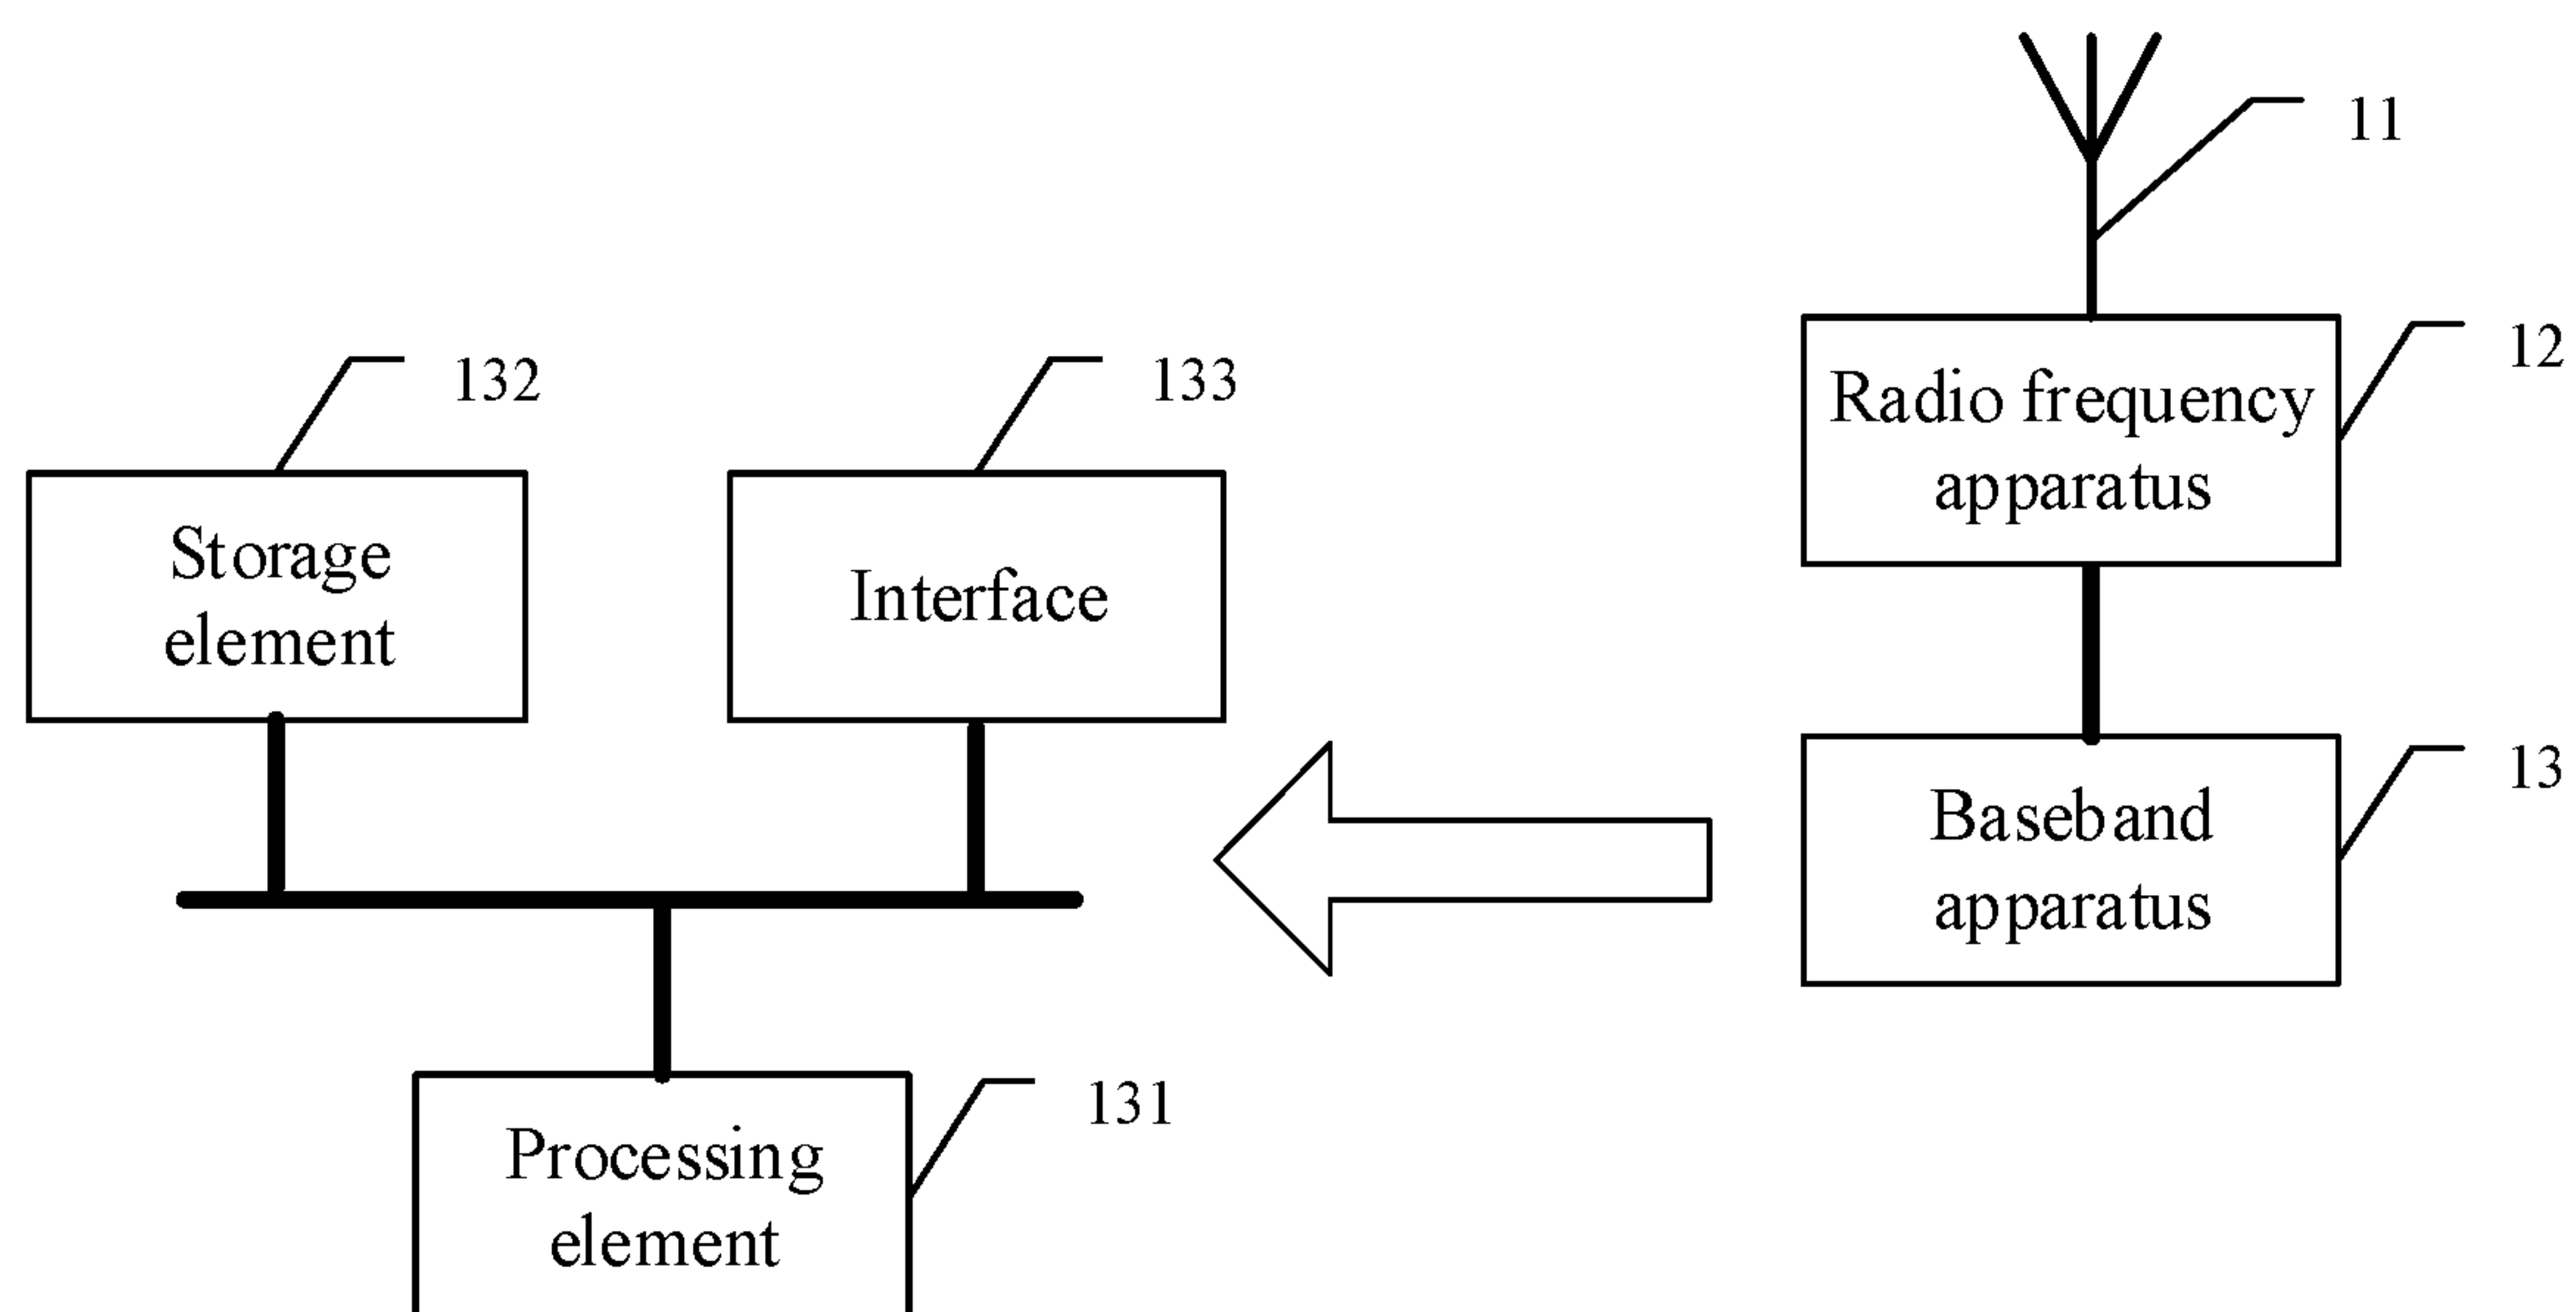 11
12
Radio frequency
apparatus
132
133
Storage
element
Interface
13
Baseband
apparatus
131
Processing
element